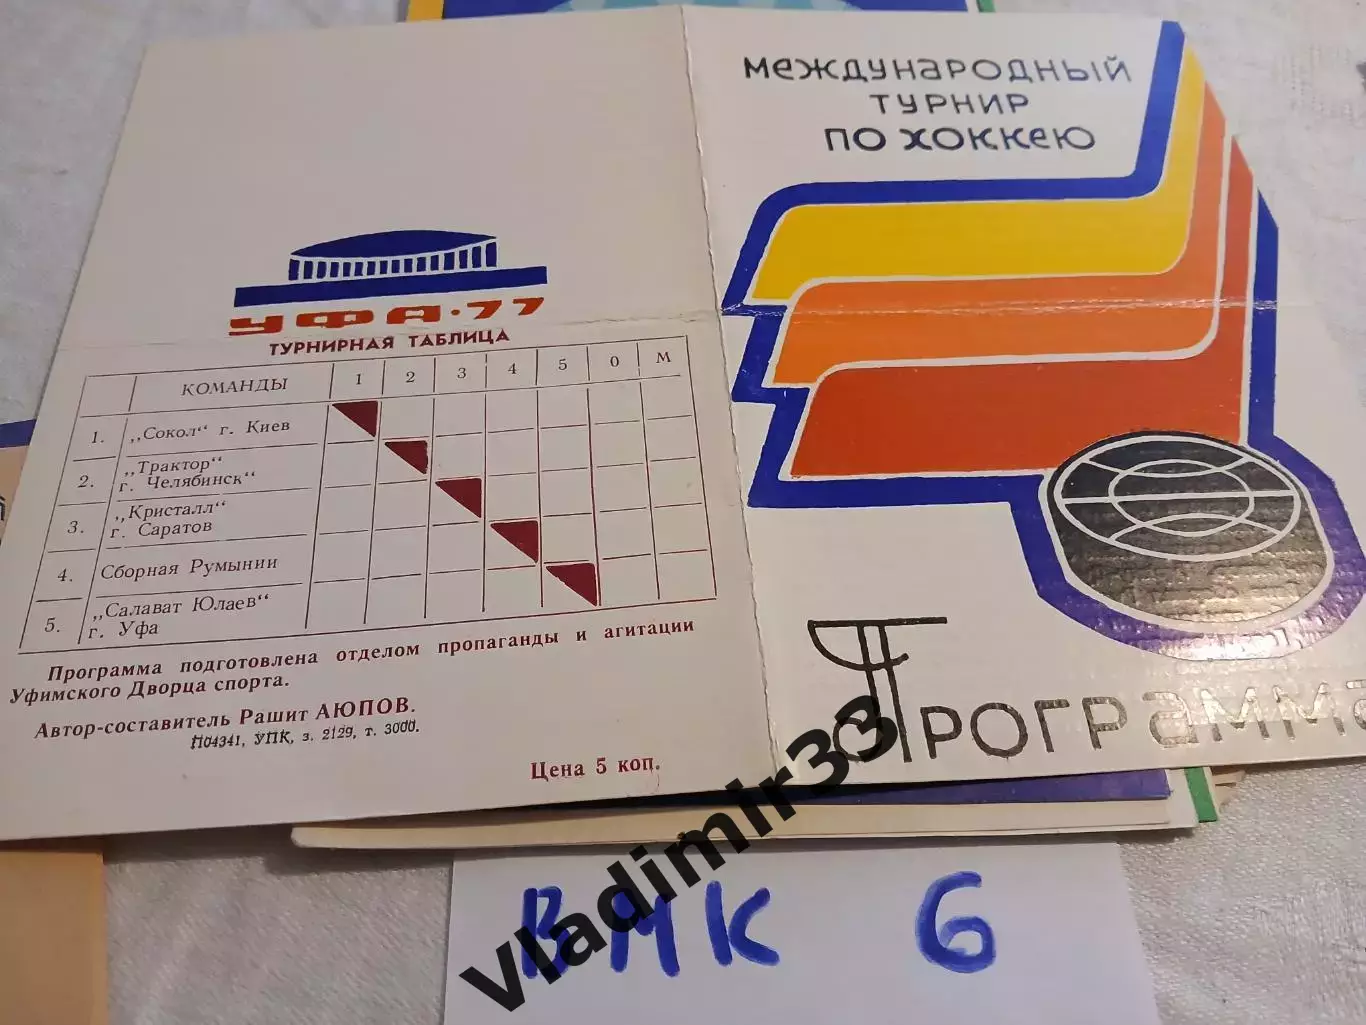 МЕЖДУНАРОДНЫЙ
ТУРНИР
ПО ХОККЕЮ
ПРОГРАММА
УФА·77
ТУРНИРНАЯ ТАБЛИЦА
КОМАНДЫ 1 2 3 4 5 О М
1. „Сокол“ г. Киев
2. „Трактор“
г. Челябинск“
3. „Кристалл“
г. Саратов
4. Сборная Румынии
5. „Салават Юлаев“
г. Уфа
Программа подготовлена отделом пропаганды и агитации
Уфимского Дворца спорта.
Автор-составитель Рашит АЮПОВ.
П04341, УПК, з. 2129, т. 3000.
Цена 5 коп.
vladimir33
ВМК 6